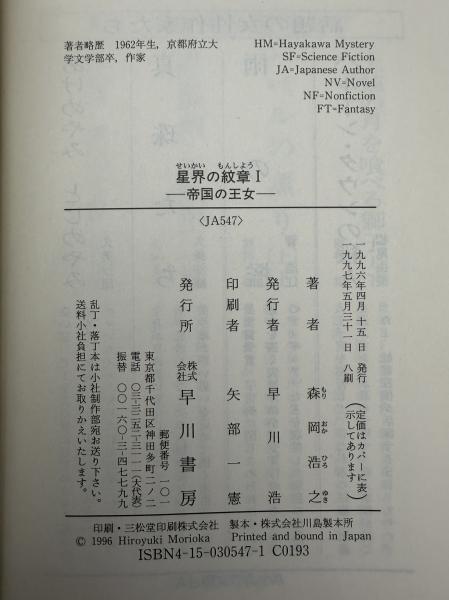 著者略歴 1962年生，京都府立大
学文学部卒，作家
HM=Hayakawa Mystery
SF=Science Fiction
JA=Japanese Author
NV=Novel
NF=Nonfiction
FT=Fantasy
せいかい もんしよう
星界の紋章Ⅰ
―帝国の王女―
〈JA547〉
一九九六年四月十五日 発行
一九九七年五月三十一日 八刷
（定価はカバーに表示してあります）
著者 森岡浩之
もり おか ひろ ゆき
発行者 早川浩
印刷者 矢部一憲
発行所 株式会社 早川書房
郵便番号 一〇一
東京都千代田区神田多町二ノ二
電話 〇三-三二五二-三一一一（大代表）
振替 〇〇一六〇-三-四七七九九
乱丁・落丁本は小社制作部宛お送り下さい。
送料小社負担にてお取りかえいたします。
印刷・三松堂印刷株式会社 製本・株式会社川島製本所
© 1996 Hiroyuki Morioka Printed and bound in Japan
ISBN4-15-030547-1 C0193